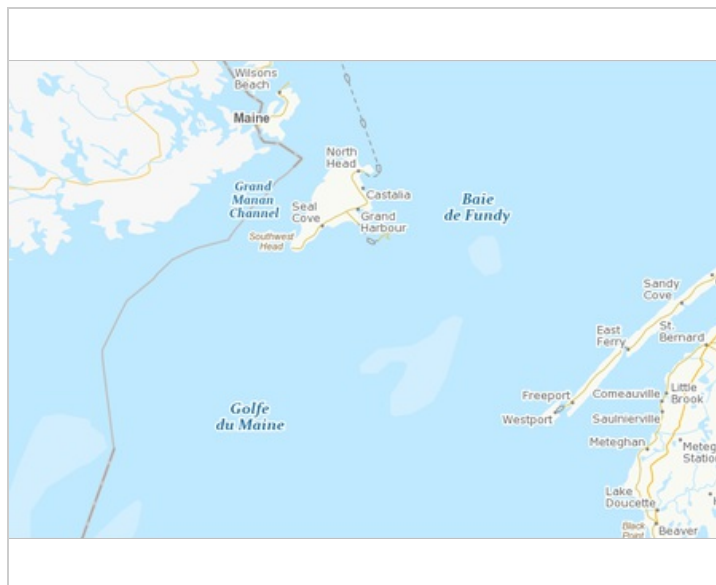 Wilsons
Beach
Maine
North
Head
Grand
Manan
Channel
Castalia
Seal
Cove
Grand
Harbour
Southwest
Head
Baie
de Fundy
Sandy
Cove
East
Ferry
St.
Bernard
Freeport
Comeauville
Little
Brook
Westport
Saulnierville
Meteghan
Meteg
Station
Golfe
du Maine
Lake
Doucette
Black
Point
Beaver